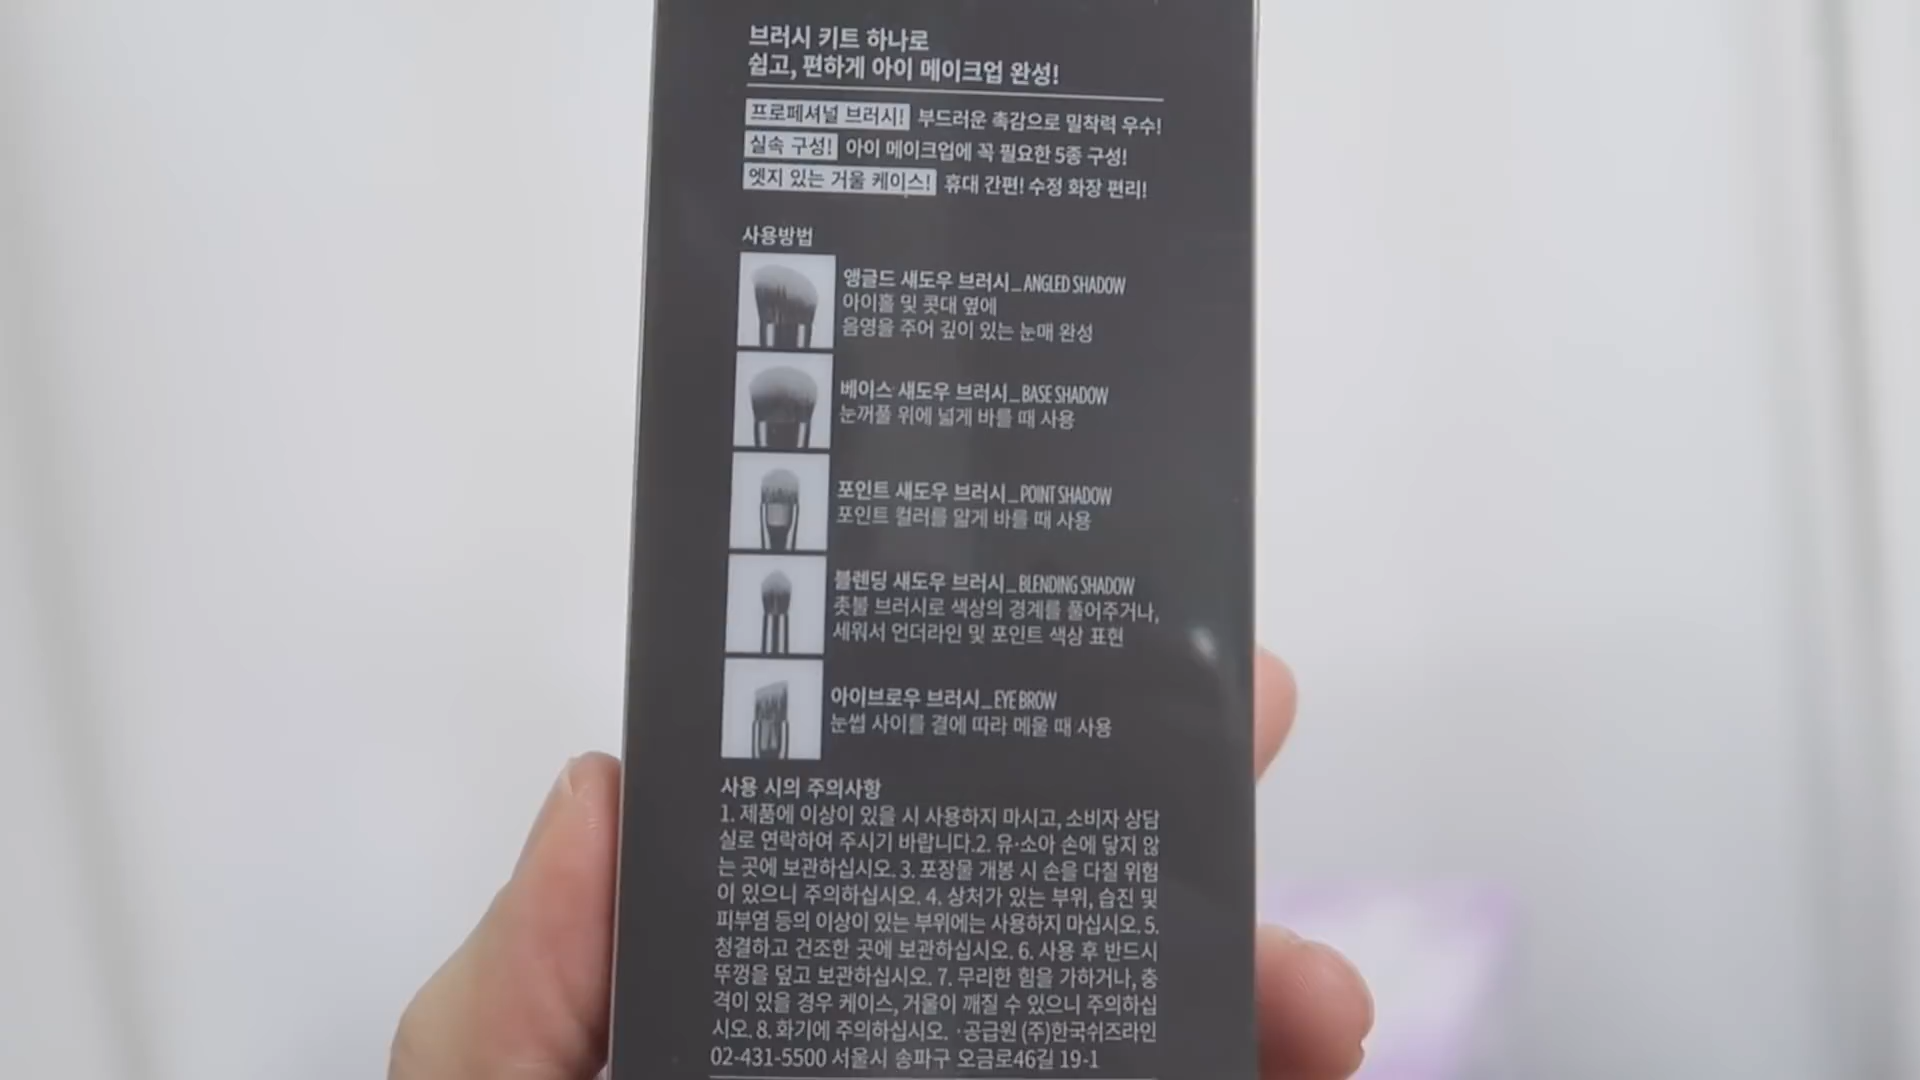 브러시 키트 하나로
쉽고, 편하게 아이 메이크업 완성!
프로페셔널 브러시! 부드러운 촉감으로 밀착력 우수!
실속 구성! 아이 메이크업에 꼭 필요한 5종 구성!
엣지 있는 거울 케이스! 휴대 간편! 수정 화장 편리!
사용방법
앵글드 섀도우 브러시_ANGLED SHADOW
아이홀 및 콧대 옆에
음영을 주어 깊이 있는 눈매 완성
베이스 섀도우 브러시_BASE SHADOW
눈꺼풀 위에 넓게 바를 때 사용
포인트 섀도우 브러시_POINT SHADOW
포인트 컬러를 얇게 바를 때 사용
블렌딩 섀도우 브러시_BLENDING SHADOW
촛불 브러시로 색상의 경계를 풀어주거나,
세워서 언더라인 및 포인트 색상 표현
아이브로우 브러시_EYE BROW
눈썹 사이를 결에 따라 메울 때 사용
사용 시의 주의사항
1. 제품에 이상이 있을 시 사용하지 마시고, 소비자 상담
실로 연락하여 주시기 바랍니다.2. 유·소아 손에 닿지 않
는 곳에 보관하십시오. 3. 포장물 개봉 시 손을 다칠 위험
이 있으니 주의하십시오. 4. 상처가 있는 부위, 습진 및
피부염 등의 이상이 있는 부위에는 사용하지 마십시오. 5.
청결하고 건조한 곳에 보관하십시오. 6. 사용 후 반드시
뚜껑을 덮고 보관하십시오. 7. 무리한 힘을 가하거나, 충
격이 있을 경우 케이스, 거울이 깨질 수 있으니 주의하십
시오. 8. 화기에 주의하십시오. ·공급원 (주)한국쉬즈라인
02-431-5500 서울시 송파구 오금로46길 19-1